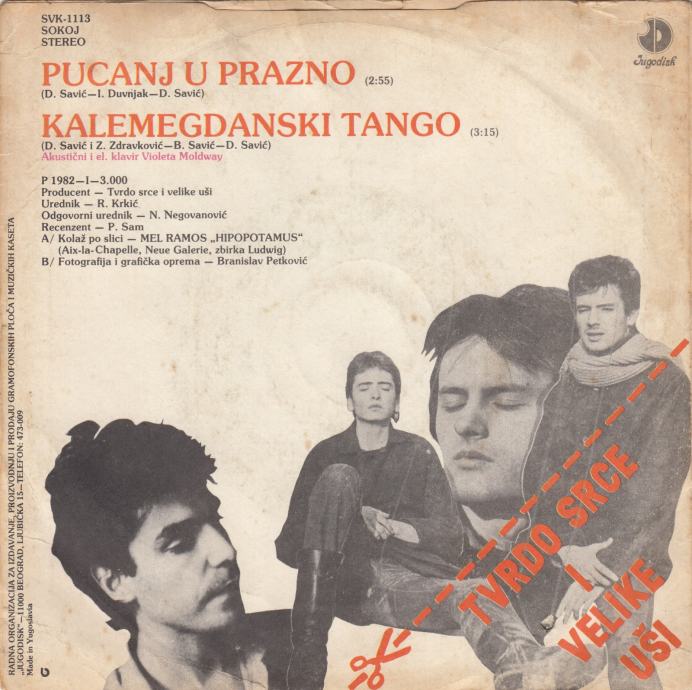 SVK-1113
SOKOJ
STEREO
Jugodisk
PUCANJ U PRAZNO (2:55)
(D. Savić—I. Duvnjak—D. Savić)
KALEMEGDANSKI TANGO (3:15)
(D. Savić i Z. Zdravković—B. Savić—D. Savić)
Akustični i el. klavir Violeta Moldway
P 1982—I—3.000
Producent — Tvrdo srce i velike uši
Urednik — R. Krkić
Odgovorni urednik — N. Negovanović
Recenzent — P. Sam
A/ Kolaž po slici — MEL RAMOS „HIPOPOTAMUS“
(Aix-la-Chapelle, Neue Galerie, zbirka Ludwig)
B/ Fotografija i grafička oprema — Branislav Petković
RADNA ORGANIZACIJA ZA IZDAVANJE, PROIZVODNJU I PRODAJU GRAMOFONSKIH PLOČA I MUZIČKIH KASETA
„JUGODISK“—11000 BEOGRAD, LJUBIČKA 15—TELEFON: 473-009
Made in Yugoslavia
TVRDO SRCE
I
VELIKE
UŠI